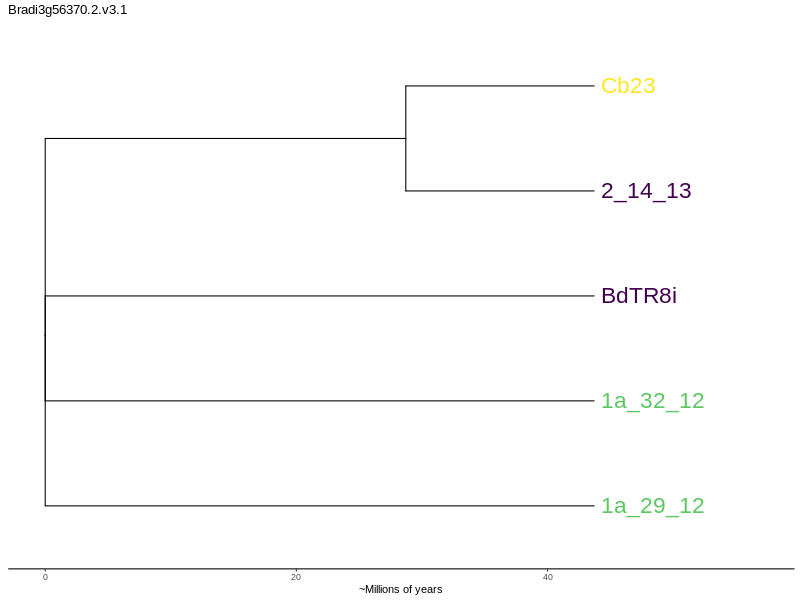 Bradi3g56370.2.v3.1
Cb23
2_14_13
BdTR8i
1a_32_12
1a_29_12
0 20 40
~Millions of years